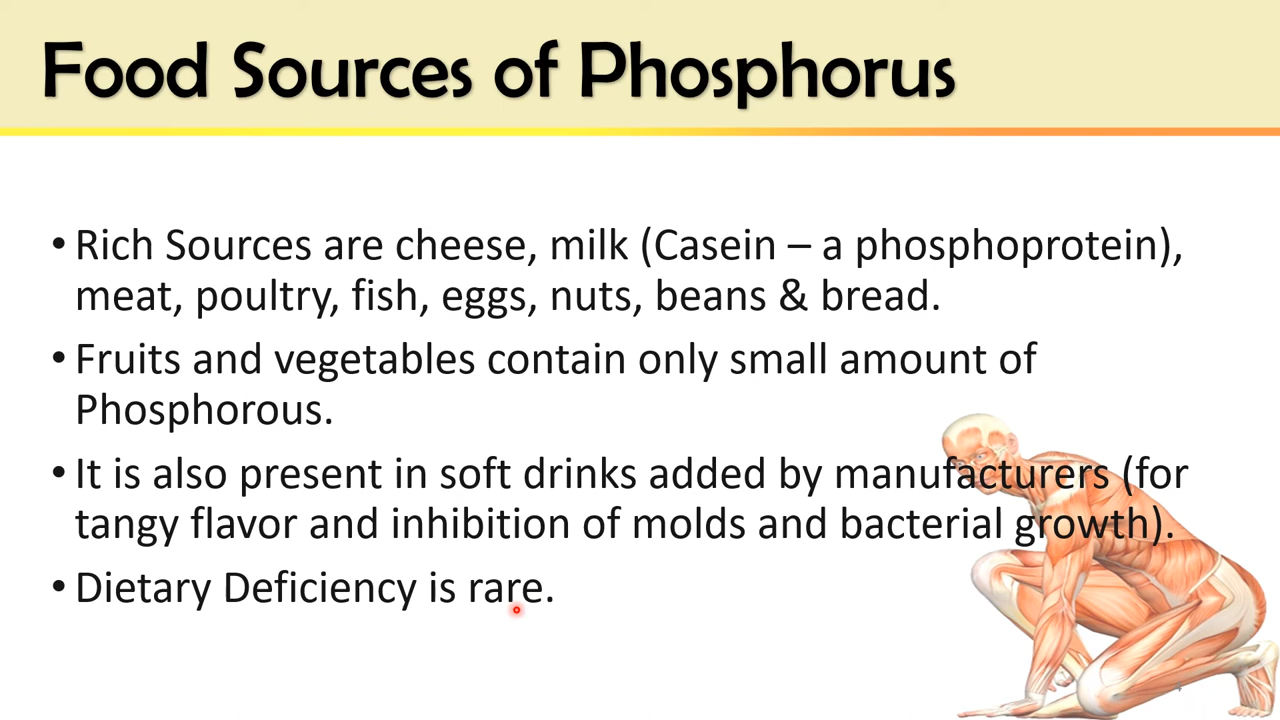 Food Sources of Phosphorus
• Rich Sources are cheese, milk (Casein – a phosphoprotein),
meat, poultry, fish, eggs, nuts, beans & bread.
• Fruits and vegetables contain only small amount of
Phosphorous.
• It is also present in soft drinks added by manufacturers (for
tangy flavor and inhibition of molds and bacterial growth).
• Dietary Deficiency is rare.